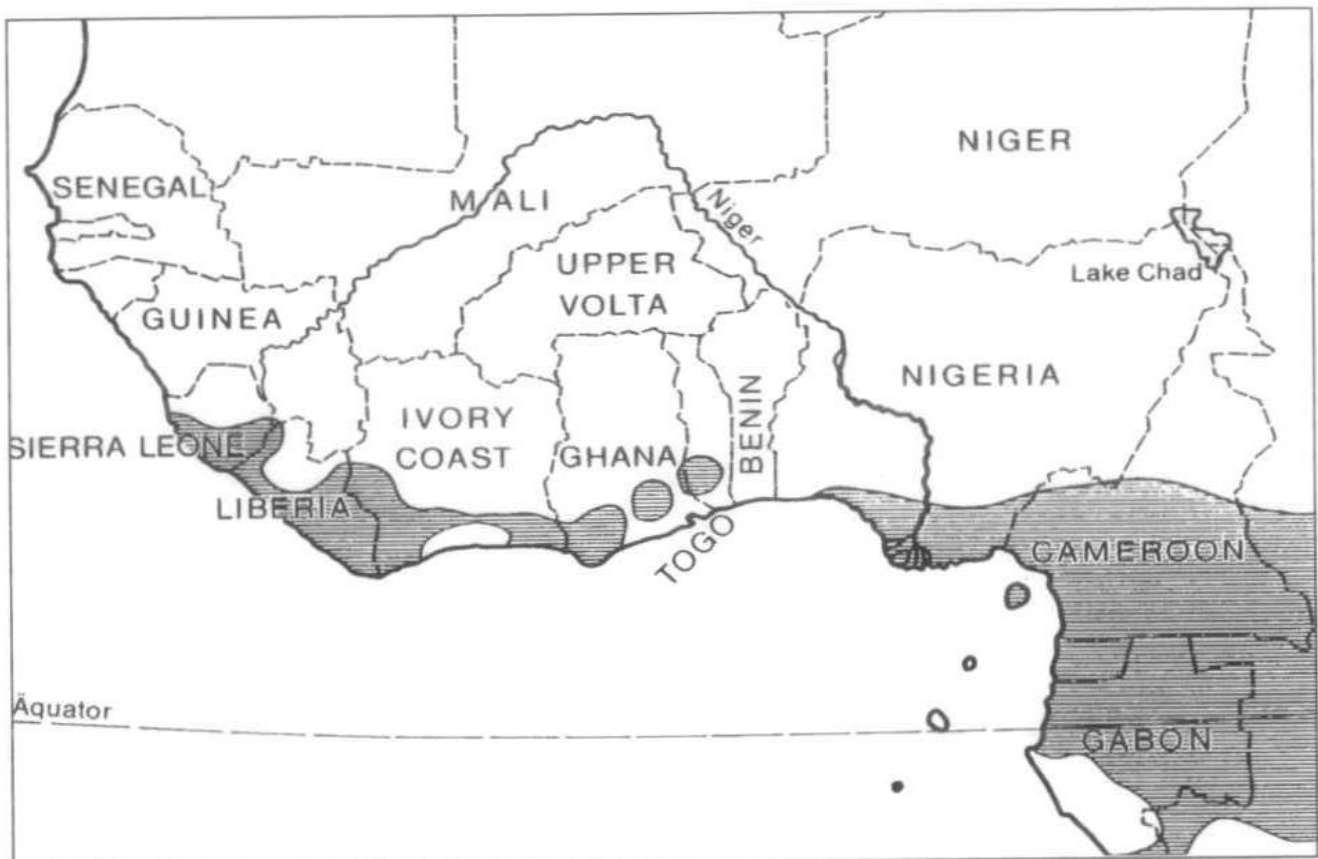 NIGER
SENEGAL
MALI
Niger
UPPER
VOLTA
Lake Chad
GUINEA
NIGERIA
BENIN
IVORY
COAST
GHANA
SIERRA LEONE
LIBERIA
TOGO
CAMEROON
Äquator
GABON